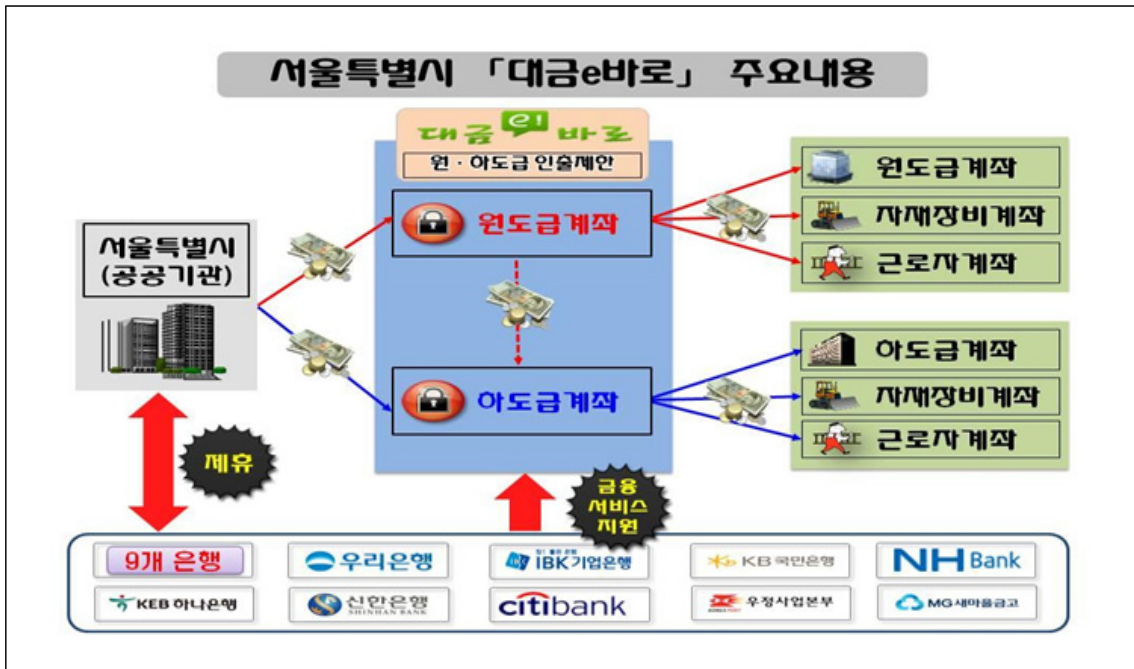 서울특별시 「대금e바로」 주요내용
대금 e! 바로
원 · 하도급 인출제한
원도급계좌
하도급계좌
서울특별시
(공공기관)
원도급계좌
자재장비계좌
근로자계좌
하도급계좌
자재장비계좌
근로자계좌
제휴
금융
서비스
지원
9개 은행
우리은행
IBK기업은행
KB국민은행
NH Bank
KEB 하나은행
신한은행
SHINHAN BANK
citibank
우정사업본부
MG새마을금고